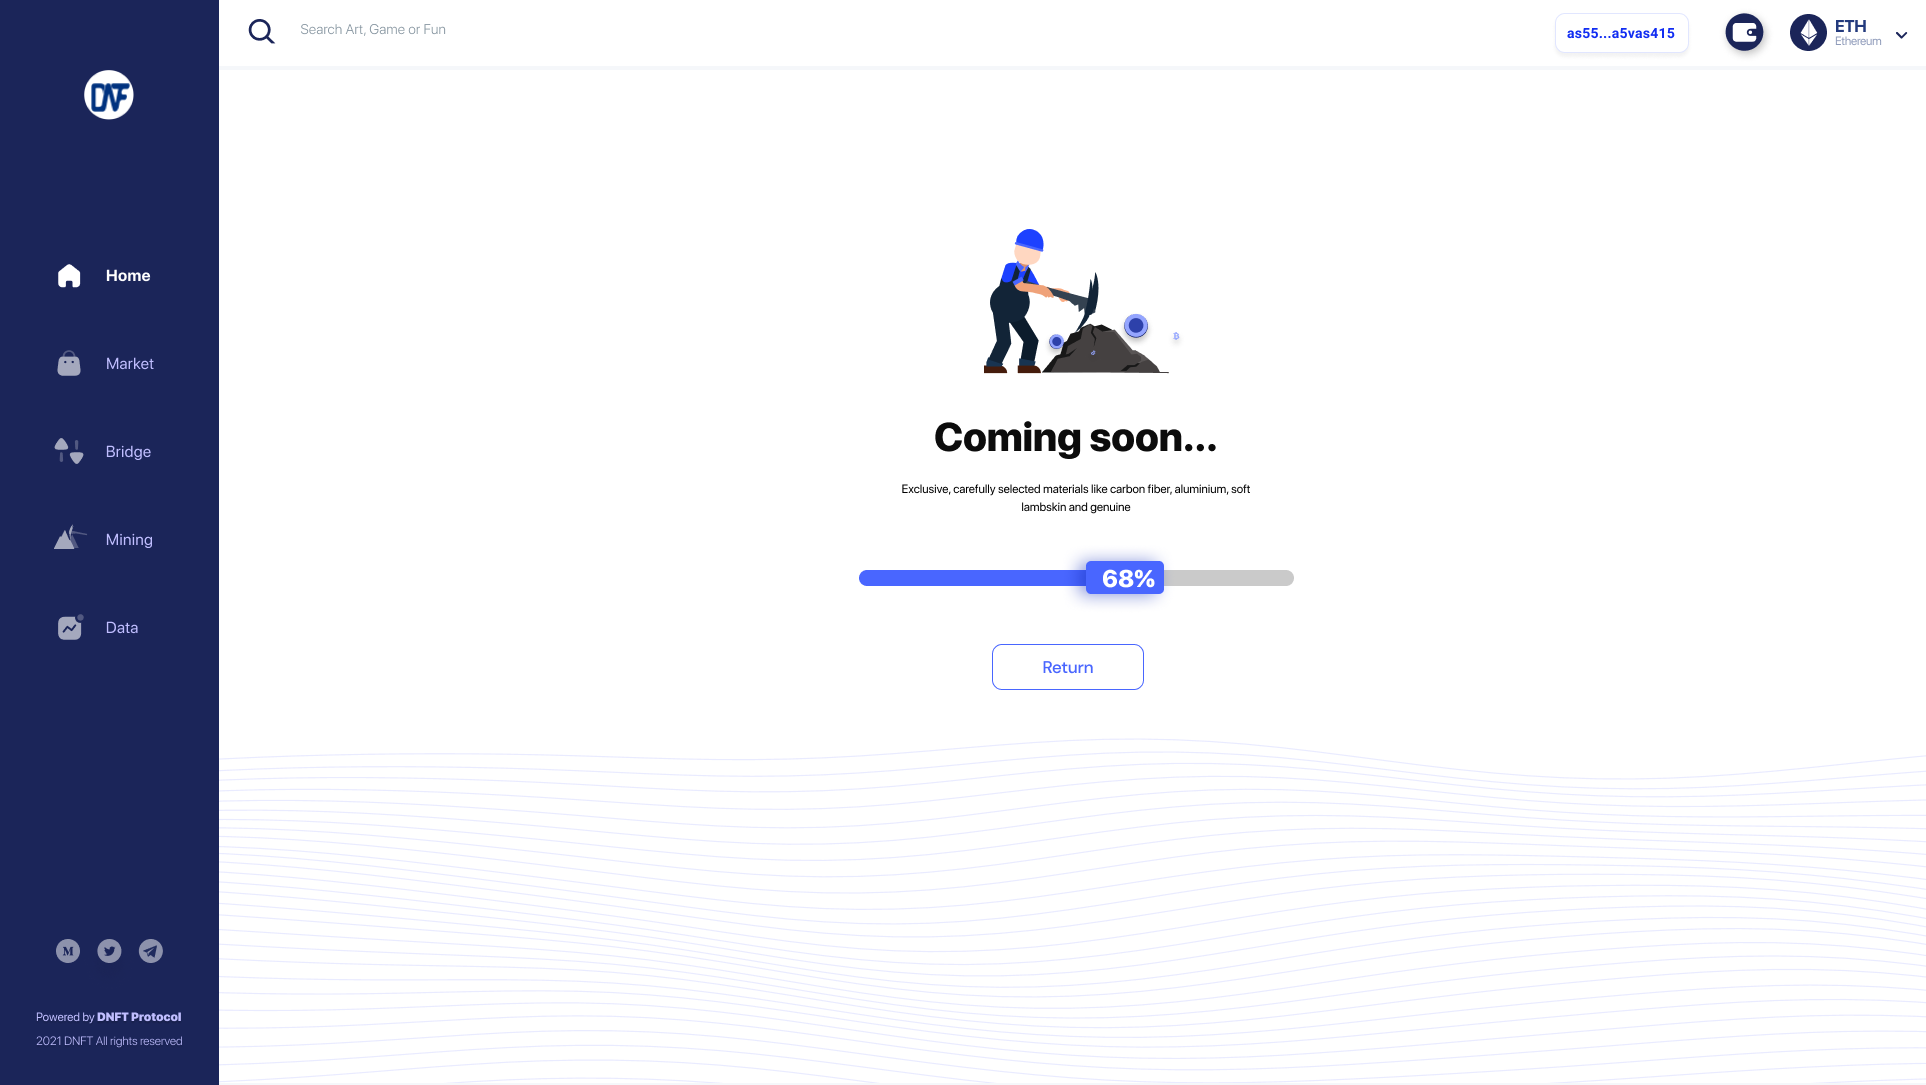 Search Art, Game or Fun
as55...a5vas415
ETH
Ethereum
DNF
Home
Market
Bridge
Mining
Data
Coming soon...
Exclusive, carefully selected materials like carbon fiber, aluminium, soft
lambskin and genuine
68%
Return
M
Powered by DNFT Protocol
2021 DNFT All rights reserved